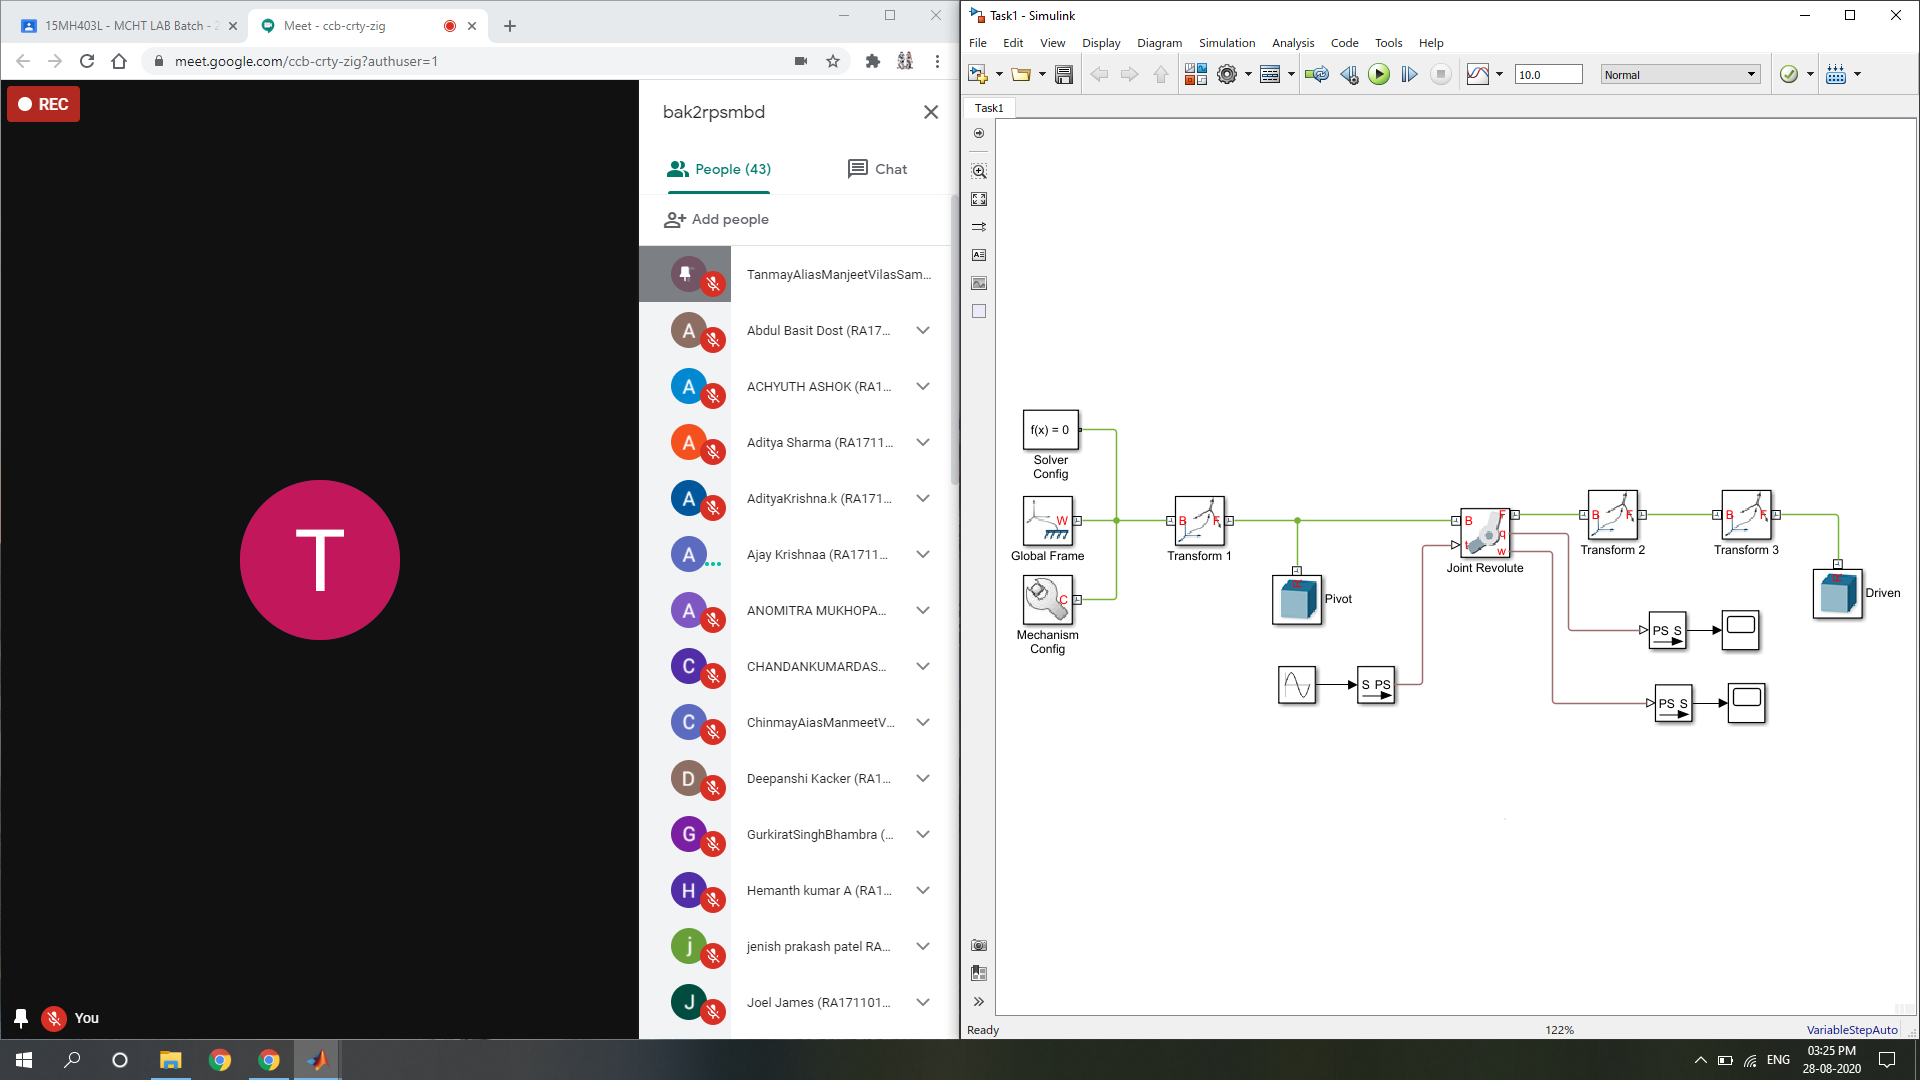 15MH403L - MCHT LAB Batch - 2
Meet - ccb-crty-zig
meet.google.com/ccb-crty-zig?authuser=1
REC
T
You
bak2rpsmbd
People (43)
Chat
Add people
TanmayAliasManjeetVilasSam...
A
Abdul Basit Dost (RA17...
A
ACHYUTH ASHOK (RA1...
A
Aditya Sharma (RA1711...
A
AdityaKrishna.k (RA171...
A
Ajay Krishnaa (RA1711...
A
ANOMITRA MUKHOPA...
C
CHANDANKUMARDAS...
C
ChinmayAiasManmeetV...
D
Deepanshi Kacker (RA1...
G
GurkiratSinghBhambra (...
H
Hemanth kumar A (RA1...
j
jenish prakash patel RA...
J
Joel James (RA171101...
Task1 - Simulink
File Edit View Display Diagram Simulation Analysis Code Tools Help
10.0
Normal
Task1
f(x) = 0
Solver
Config
W
Global Frame
C
Mechanism
Config
B F
Transform 1
Pivot
S PS
B F
t q
w
Joint Revolute
B F
Transform 2
B F
Transform 3
Driven
PS S
PS S
Ready
122%
VariableStepAuto
ENG
03:25 PM
28-08-2020